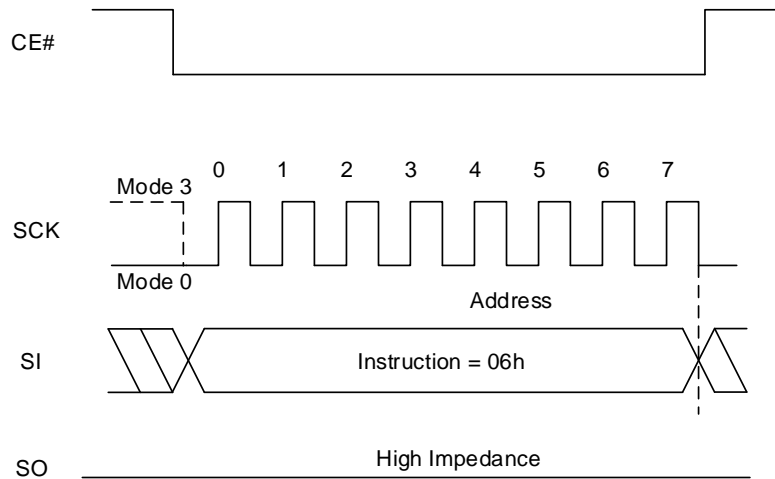 CE#
0 1 2 3 4 5 6 7
Mode 3
SCK
Mode 0
Address
SI
Instruction = 06h
High Impedance
SO